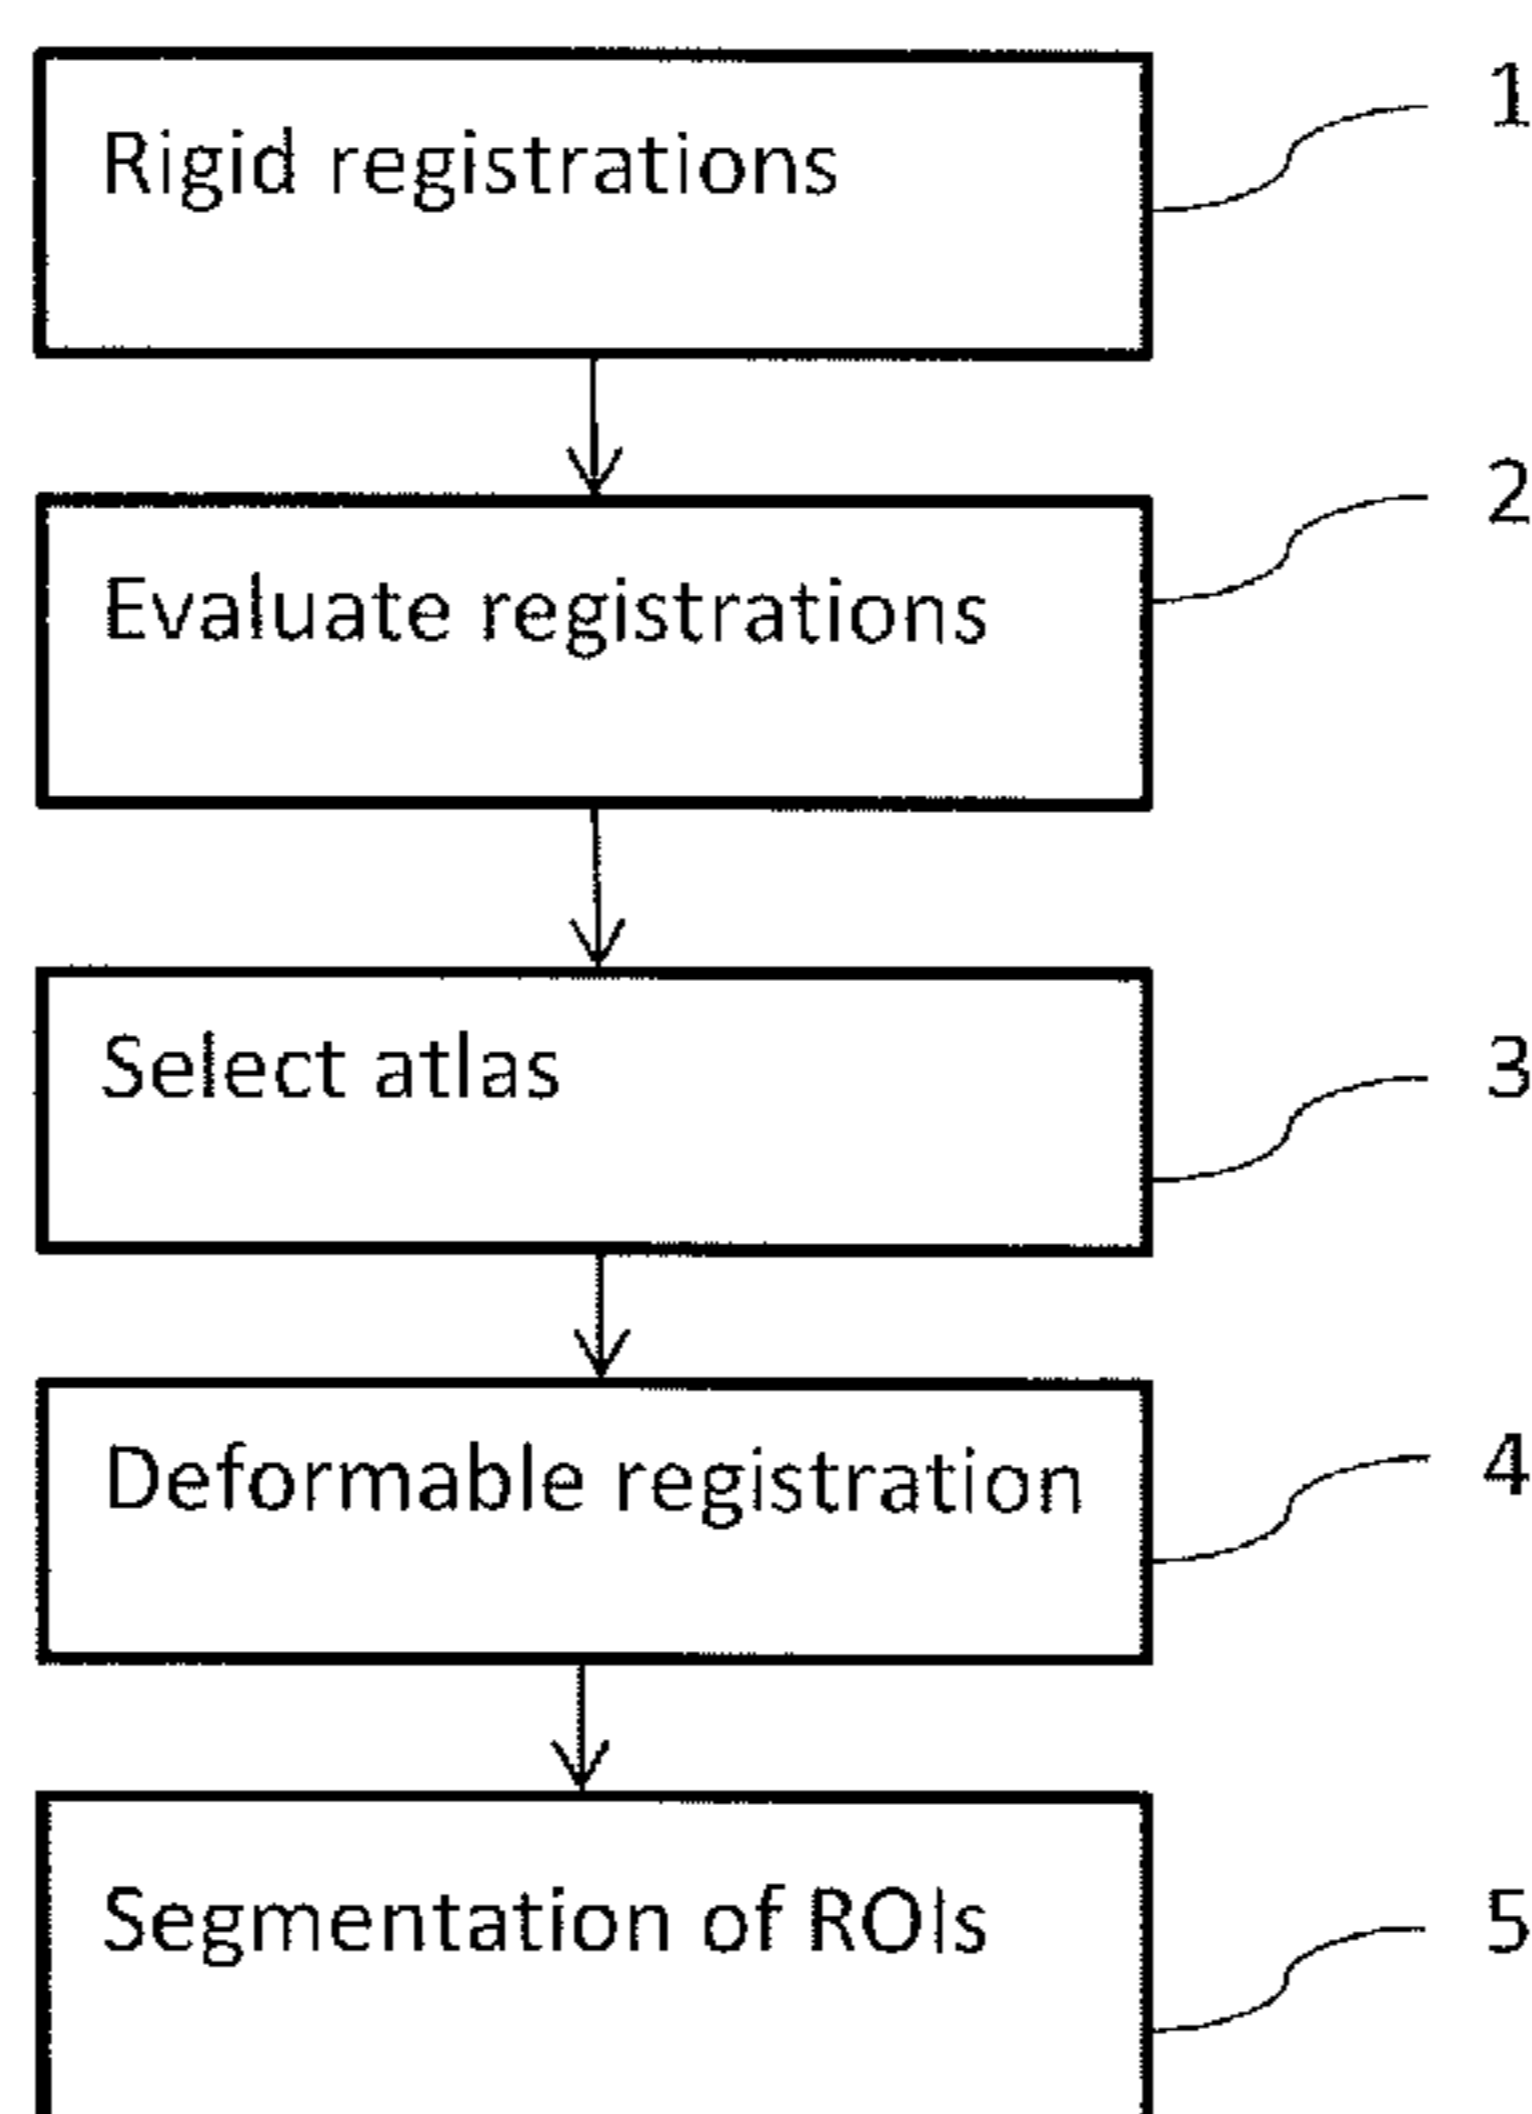 Rigid registrations
1
Evaluate registrations
2
Select atlas
3
Deformable registration
4
Segmentation of ROIs
5